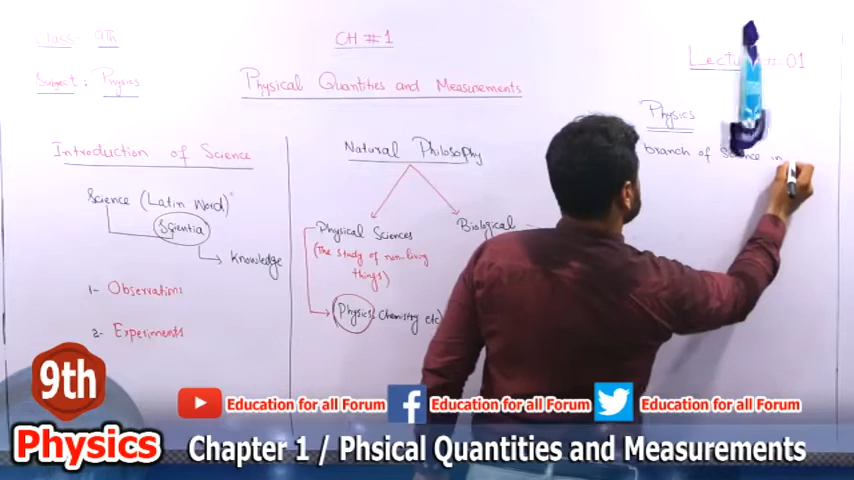 Class - 9th
CH # 1
Lectu # 01
Subject : Physics
Physical Quantities and Measurements
Introduction of Science
Science (Latin Word)
Scientia
Knowledge
1- Observations
2- Experiments
Natural Philosophy
Physical Sciences
(The study of non-living
things)
Physics, Chemistry etc)
Biological
Physics
branch of Science in
9th
Physics
Education for all Forum
Education for all Forum
Education for all Forum
Chapter 1 / Phsical Quantities and Measurements